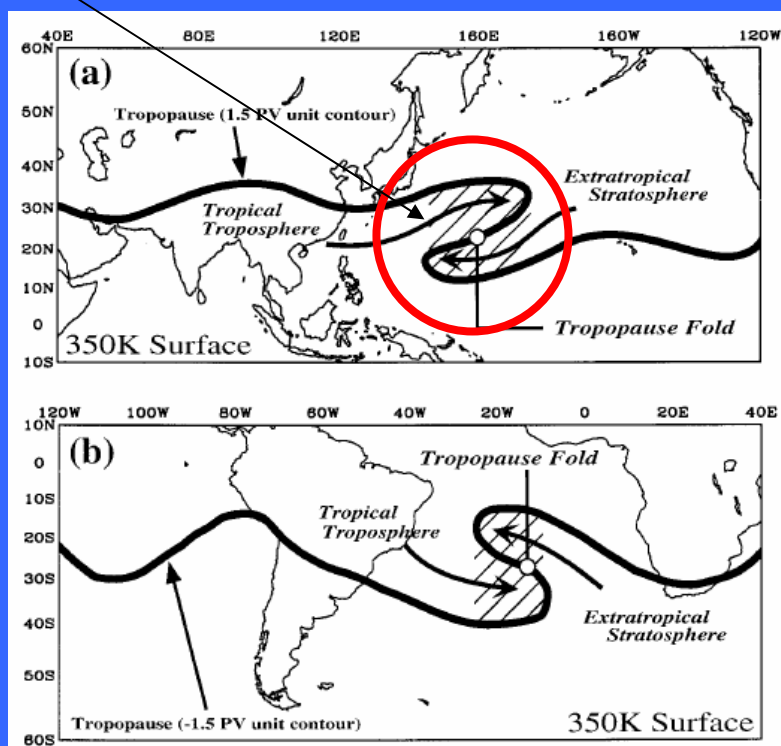 40E 80E 120E 160E 160W 120W
60N
(a)
Tropopause (1.5 PV unit contour)
50N
40N
Extratropical
Stratosphere
30N
Tropical
Troposphere
20N
10N
0
Tropopause Fold
10S
350K Surface
120W 100W 80W 60W 40W 20W 0 20E 40E
10N
(b)
Tropopause Fold
0
10S
Tropical
Troposphere
20S
30S
Extratropical
Stratosphere
40S
50S
Tropopause (-1.5 PV unit contour)
350K Surface
60S